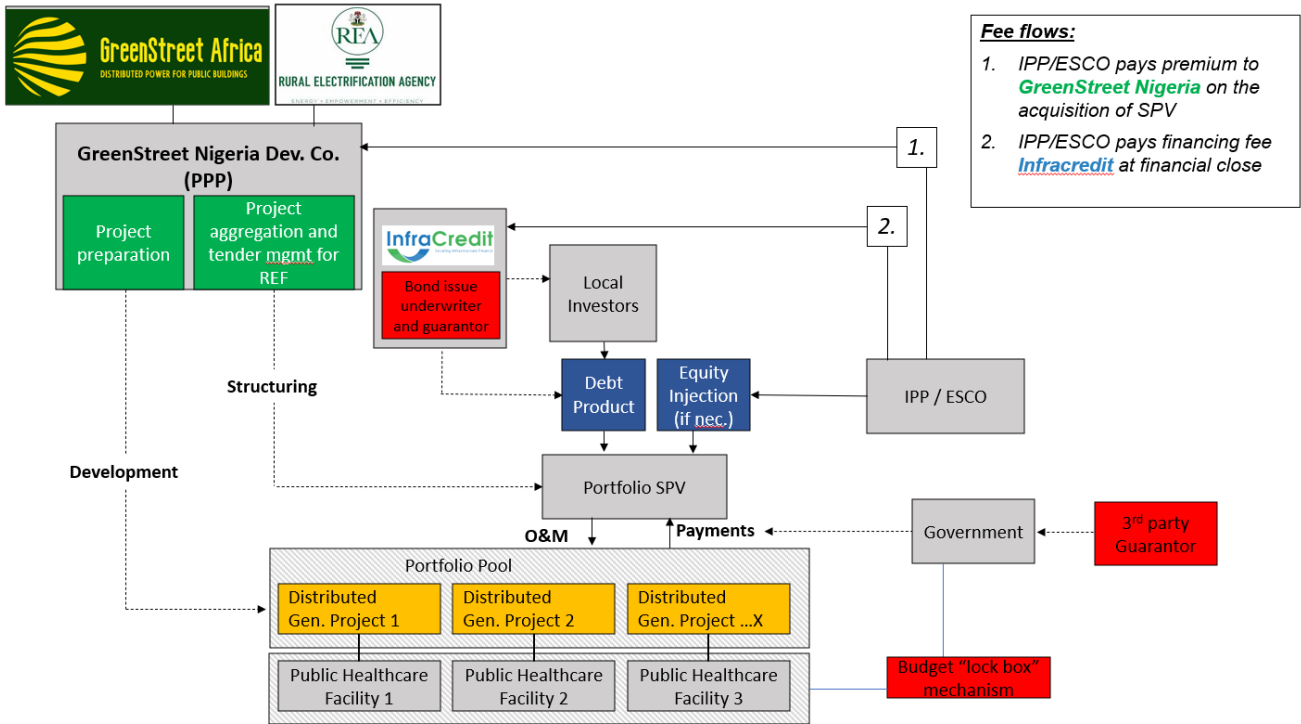 GreenStreet Africa
DISTRIBUTED POWER FOR PUBLIC BUILDINGS
REA
RURAL ELECTRIFICATION AGENCY
ENERGY • EMPOWERMENT • EFFICIENCY
Fee flows:
1. IPP/ESCO pays premium to
GreenStreet Nigeria on the
acquisition of SPV
2. IPP/ESCO pays financing fee
Infracredit at financial close
GreenStreet Nigeria Dev. Co.
(PPP)
Project
preparation
Project
aggregation and
tender mgmt for
REF
1.
2.
InfraCredit
Bond issue
underwriter
and guarantor
Local
Investors
Structuring
Debt
Product
Equity
Injection
(if nec.)
IPP / ESCO
Development
Portfolio SPV
O&M
Payments
Government
3rd party
Guarantor
Portfolio Pool
Distributed
Gen. Project 1
Distributed
Gen. Project 2
Distributed
Gen. Project ...X
Public Healthcare
Facility 1
Public Healthcare
Facility 2
Public Healthcare
Facility 3
Budget “lock box”
mechanism